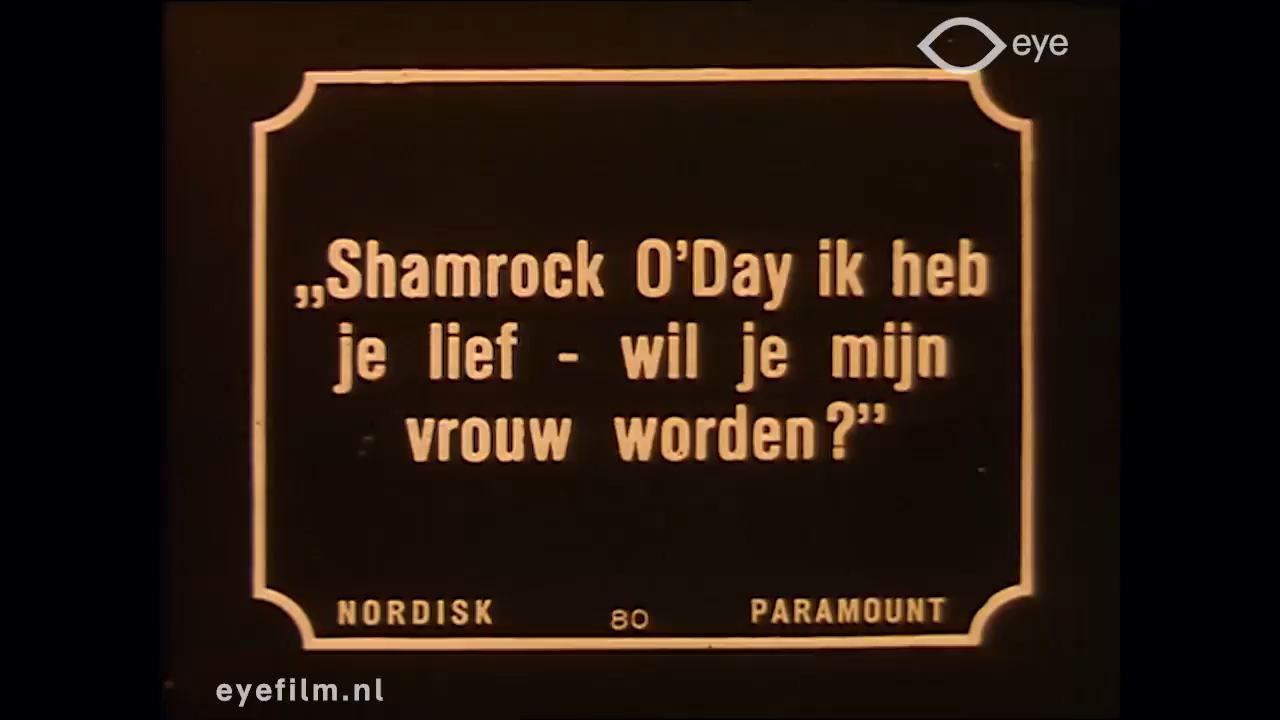 eye
„Shamrock O'Day ik heb
je lief - wil je mijn
vrouw worden?”
NORDISK 80 PARAMOUNT
eyefilm.nl